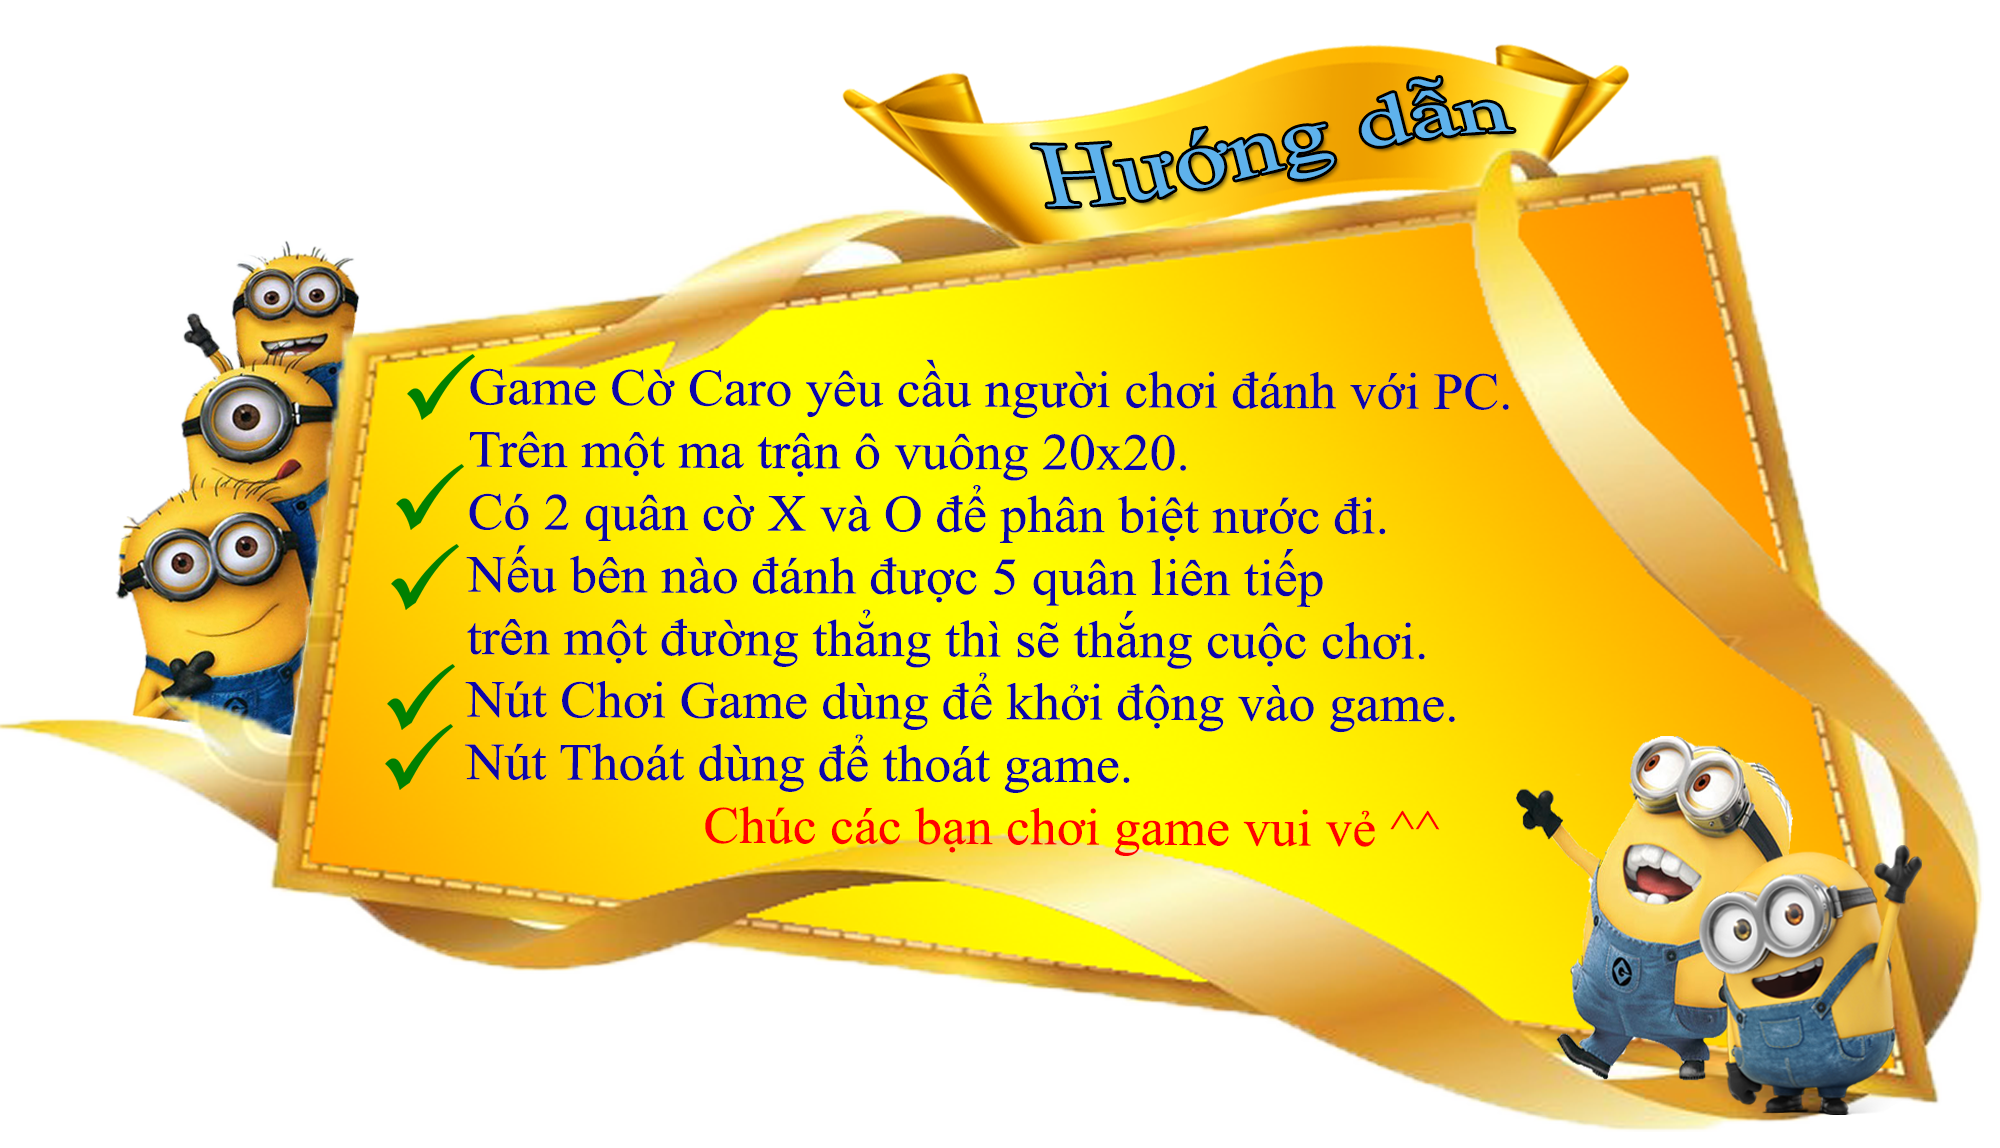 Hướng dẫn
Game Cờ Caro yêu cầu người chơi đánh với PC.
Trên một ma trận ô vuông 20x20.
Có 2 quân cờ X và O để phân biệt nước đi.
Nếu bên nào đánh được 5 quân liên tiếp
trên một đường thẳng thì sẽ thắng cuộc chơi.
Nút Chơi Game dùng để khởi động vào game.
Nút Thoát dùng để thoát game.
Chúc các bạn chơi game vui vẻ ^^